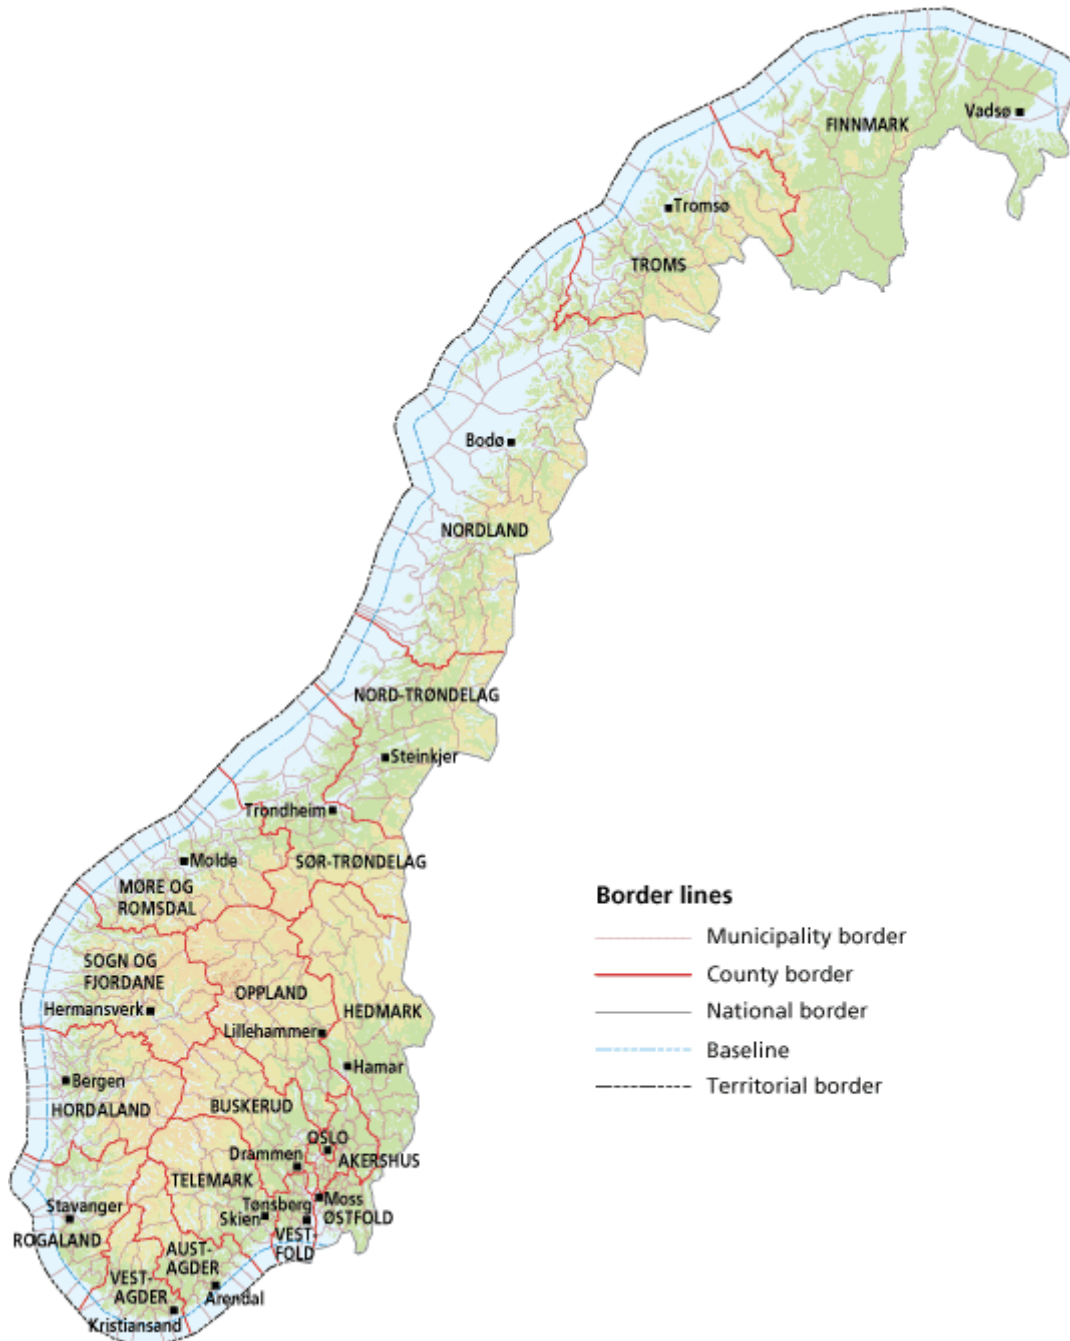 Vadsø
FINNMARK
Tromsø
TROMS
Bodø
NORDLAND
NORD-TRØNDELAG
Steinkjer
Trondheim
Molde
SØR-TRØNDELAG
MØRE OG
ROMSDAL
SOGN OG
FJORDANE
OPPLAND
Hermansverk
HEDMARK
Lillehammer
Hamar
Bergen
HORDALAND
BUSKERUD
OSLO
Drammen
AKERSHUS
TELEMARK
Stavanger
Tønsberg
Moss
Skien
ØSTFOLD
ROGALAND
VEST-
FOLD
AUST-
AGDER
VEST-
AGDER
Arendal
Kristiansand
Border lines
Municipality border
County border
National border
Baseline
Territorial border